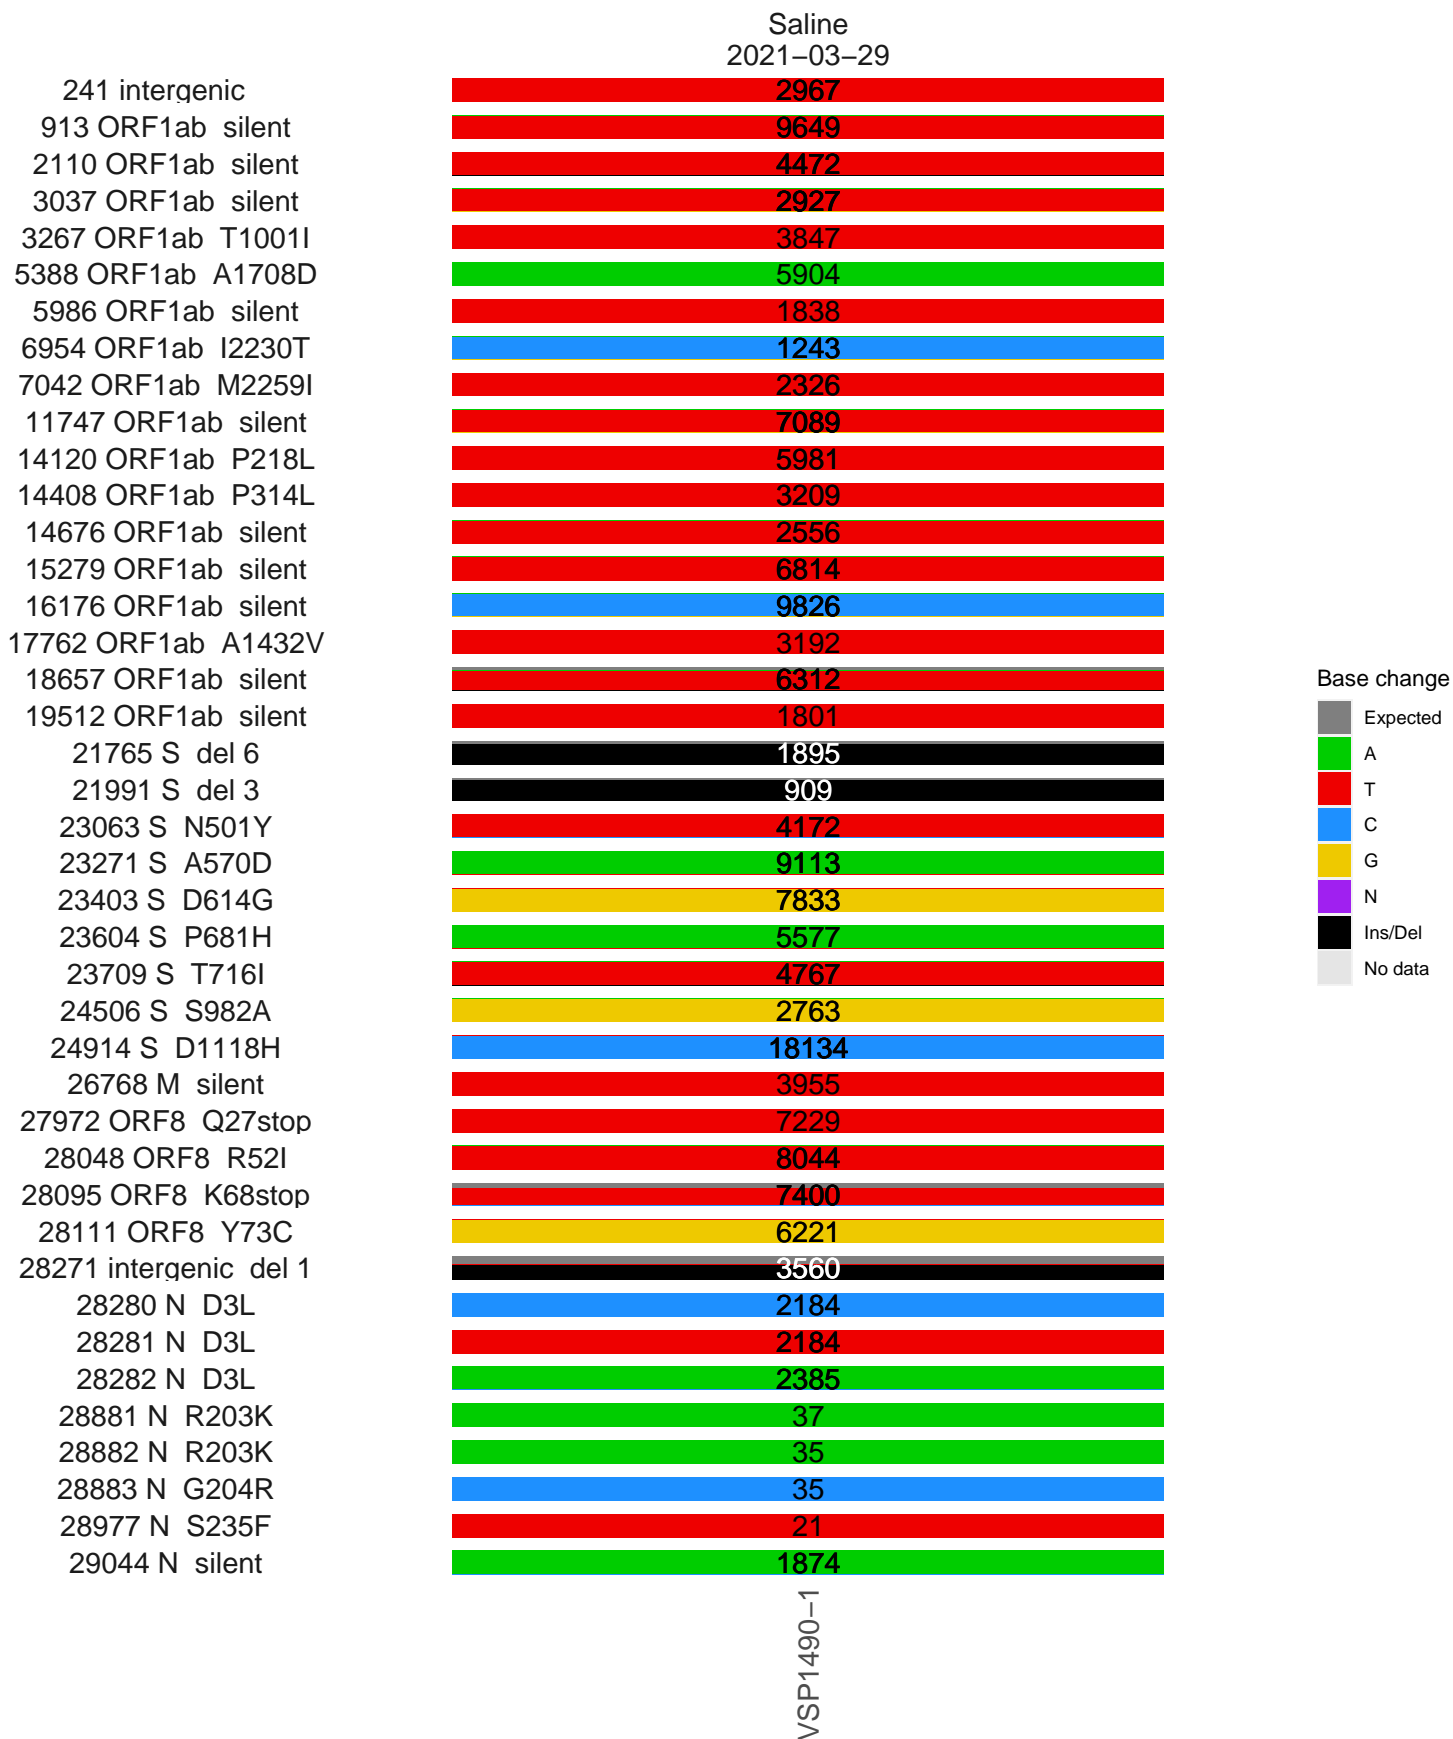 Saline
2021–03–29
241 intergenic 2967
913 ORF1ab silent 9649
2110 ORF1ab silent 4472
3037 ORF1ab silent 2927
3267 ORF1ab T1001I 3847
5388 ORF1ab A1708D 5904
5986 ORF1ab silent 1838
6954 ORF1ab I2230T 1243
7042 ORF1ab M2259I 2326
11747 ORF1ab silent 7089
14120 ORF1ab P218L 5981
14408 ORF1ab P314L 3209
14676 ORF1ab silent 2556
15279 ORF1ab silent 6814
16176 ORF1ab silent 9826
17762 ORF1ab A1432V 3192
18657 ORF1ab silent 6312
19512 ORF1ab silent 1801
21765 S del 6 1895
21991 S del 3 909
23063 S N501Y 4172
23271 S A570D 9113
23403 S D614G 7833
23604 S P681H 5577
23709 S T716I 4767
24506 S S982A 2763
24914 S D1118H 18134
26768 M silent 3955
27972 ORF8 Q27stop 7229
28048 ORF8 R52I 8044
28095 ORF8 K68stop 7400
28111 ORF8 Y73C 6221
28271 intergenic del 1 3560
28280 N D3L 2184
28281 N D3L 2184
28282 N D3L 2385
28881 N R203K 37
28882 N R203K 35
28883 N G204R 35
28977 N S235F 21
29044 N silent 1874
VSP1490–1
Base change
Expected
A
T
C
G
N
Ins/Del
No data